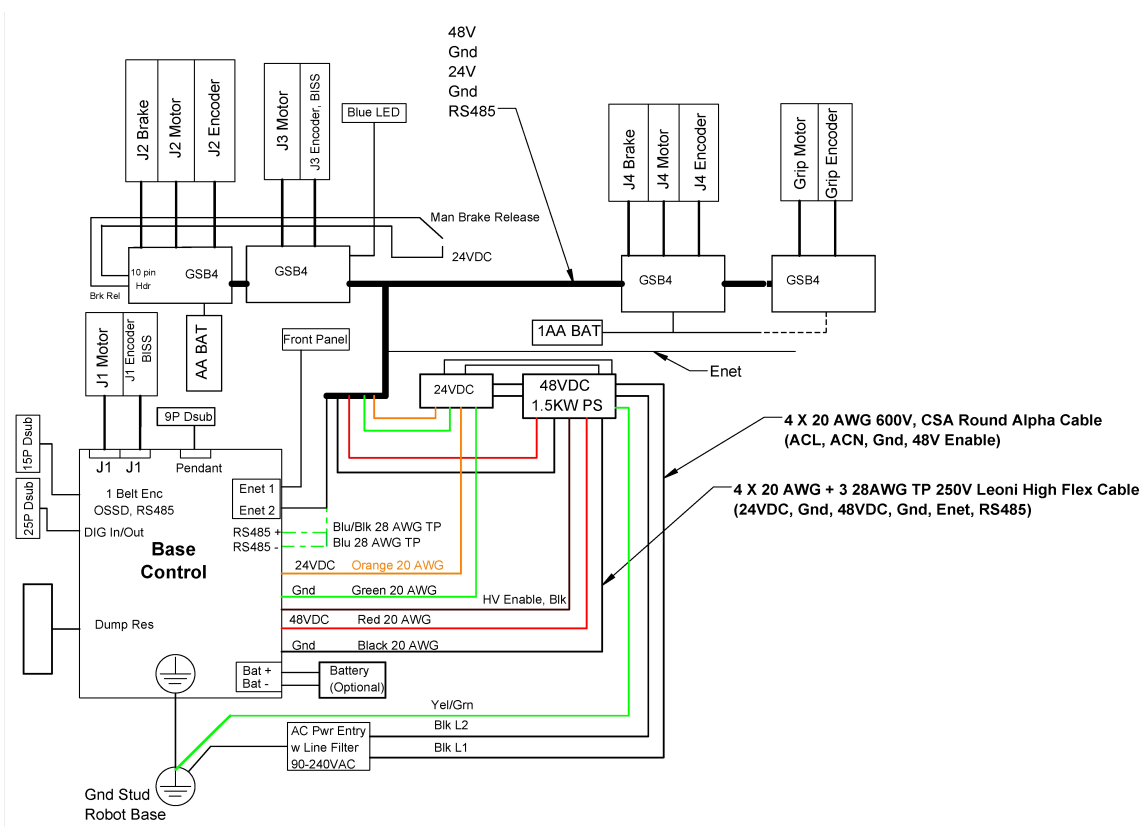 48V
Gnd
24V
Gnd
RS485
J2 Brake
J2 Motor
J2 Encoder
J3 Motor
J3 Encoder, BISS
Blue LED
J4 Brake
J4 Motor
J4 Encoder
Grip Motor
Grip Encoder
Man Brake Release
24VDC
10 pin
Hdr
Brk Rel
GSB4
GSB4
GSB4
GSB4
AA BAT
1AA BAT
J1 Motor
J1 Encoder
BISS
Front Panel
Enet
24VDC
48VDC
1.5KW PS
15P Dsub
25P Dsub
9P Dsub
J1
J1
Pendant
1 Belt Enc
OSSD, RS485
DIG In/Out
Base
Control
Dump Res
Enet 1
Enet 2
RS485 +
RS485 -
Blu/Blk 28 AWG TP
Blu 28 AWG TP
24VDC
Orange 20 AWG
Gnd
Green 20 AWG
HV Enable, Blk
48VDC
Red 20 AWG
Gnd
Black 20 AWG
Bat +
Bat -
Battery
(Optional)
4 X 20 AWG 600V, CSA Round Alpha Cable
(ACL, ACN, Gnd, 48V Enable)
4 X 20 AWG + 3 28AWG TP 250V Leoni High Flex Cable
(24VDC, Gnd, 48VDC, Gnd, Enet, RS485)
Yel/Grn
Blk L2
Blk L1
AC Pwr Entry
w Line Filter
90-240VAC
Gnd Stud
Robot Base